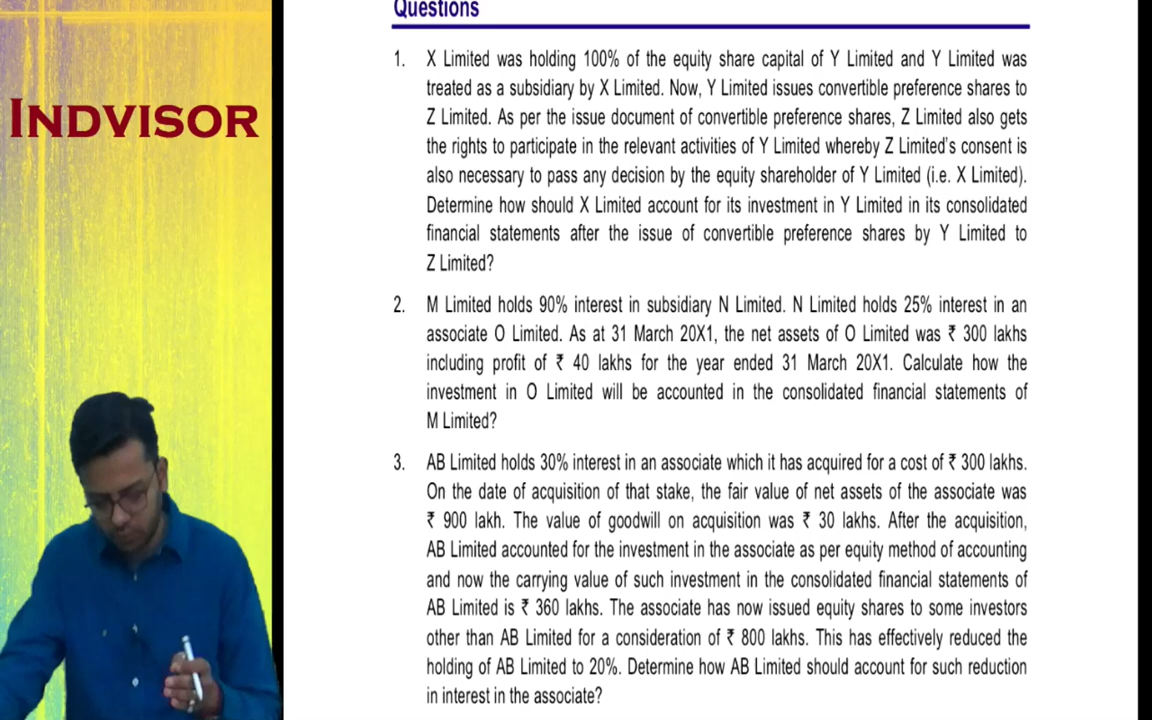 INDVISOR
Questions
1. X Limited was holding 100% of the equity share capital of Y Limited and Y Limited was
treated as a subsidiary by X Limited. Now, Y Limited issues convertible preference shares to
Z Limited. As per the issue document of convertible preference shares, Z Limited also gets
the rights to participate in the relevant activities of Y Limited whereby Z Limited's consent is
also necessary to pass any decision by the equity shareholder of Y Limited (i.e. X Limited).
Determine how should X Limited account for its investment in Y Limited in its consolidated
financial statements after the issue of convertible preference shares by Y Limited to
Z Limited?
2. M Limited holds 90% interest in subsidiary N Limited. N Limited holds 25% interest in an
associate O Limited. As at 31 March 20X1, the net assets of O Limited was ₹ 300 lakhs
including profit of ₹ 40 lakhs for the year ended 31 March 20X1. Calculate how the
investment in O Limited will be accounted in the consolidated financial statements of
M Limited?
3. AB Limited holds 30% interest in an associate which it has acquired for a cost of ₹ 300 lakhs.
On the date of acquisition of that stake, the fair value of net assets of the associate was
₹ 900 lakh. The value of goodwill on acquisition was ₹ 30 lakhs. After the acquisition,
AB Limited accounted for the investment in the associate as per equity method of accounting
and now the carrying value of such investment in the consolidated financial statements of
AB Limited is ₹ 360 lakhs. The associate has now issued equity shares to some investors
other than AB Limited for a consideration of ₹ 800 lakhs. This has effectively reduced the
holding of AB Limited to 20%. Determine how AB Limited should account for such reduction
in interest in the associate?